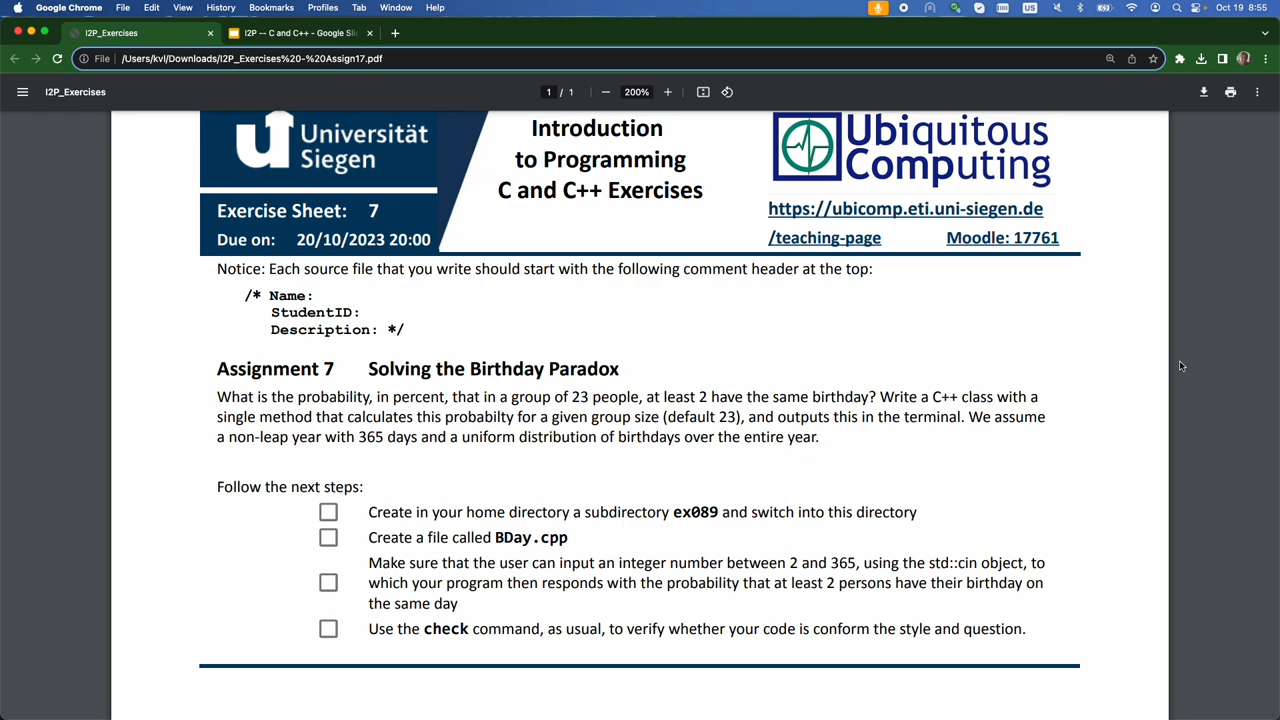 Google Chrome File Edit View History Bookmarks Profiles Tab Window Help US Oct 19 8:55
I2P_Exercises I2P -- C and C++ - Google Sli
File /Users/kvl/Downloads/I2P_Exercises%20-%20Assign17.pdf
I2P_Exercises 1 / 1 200%
Universität
Siegen
Introduction
to Programming
C and C++ Exercises
Ubiquitous
Computing
Exercise Sheet: 7
Due on: 20/10/2023 20:00
https://ubicomp.eti.uni-siegen.de
/teaching-page Moodle: 17761
Notice: Each source file that you write should start with the following comment header at the top:
/* Name:
StudentID:
Description: */
Assignment 7 Solving the Birthday Paradox
What is the probability, in percent, that in a group of 23 people, at least 2 have the same birthday? Write a C++ class with a
single method that calculates this probabilty for a given group size (default 23), and outputs this in the terminal. We assume
a non-leap year with 365 days and a uniform distribution of birthdays over the entire year.
Follow the next steps:
Create in your home directory a subdirectory ex089 and switch into this directory
Create a file called BDay.cpp
Make sure that the user can input an integer number between 2 and 365, using the std::cin object, to
which your program then responds with the probability that at least 2 persons have their birthday on
the same day
Use the check command, as usual, to verify whether your code is conform the style and question.